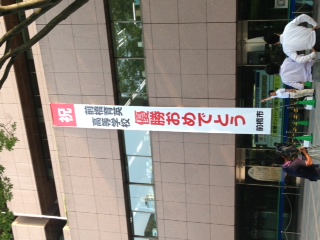 祝
前橋育英
高等学校
優勝おめでとう
前橋市